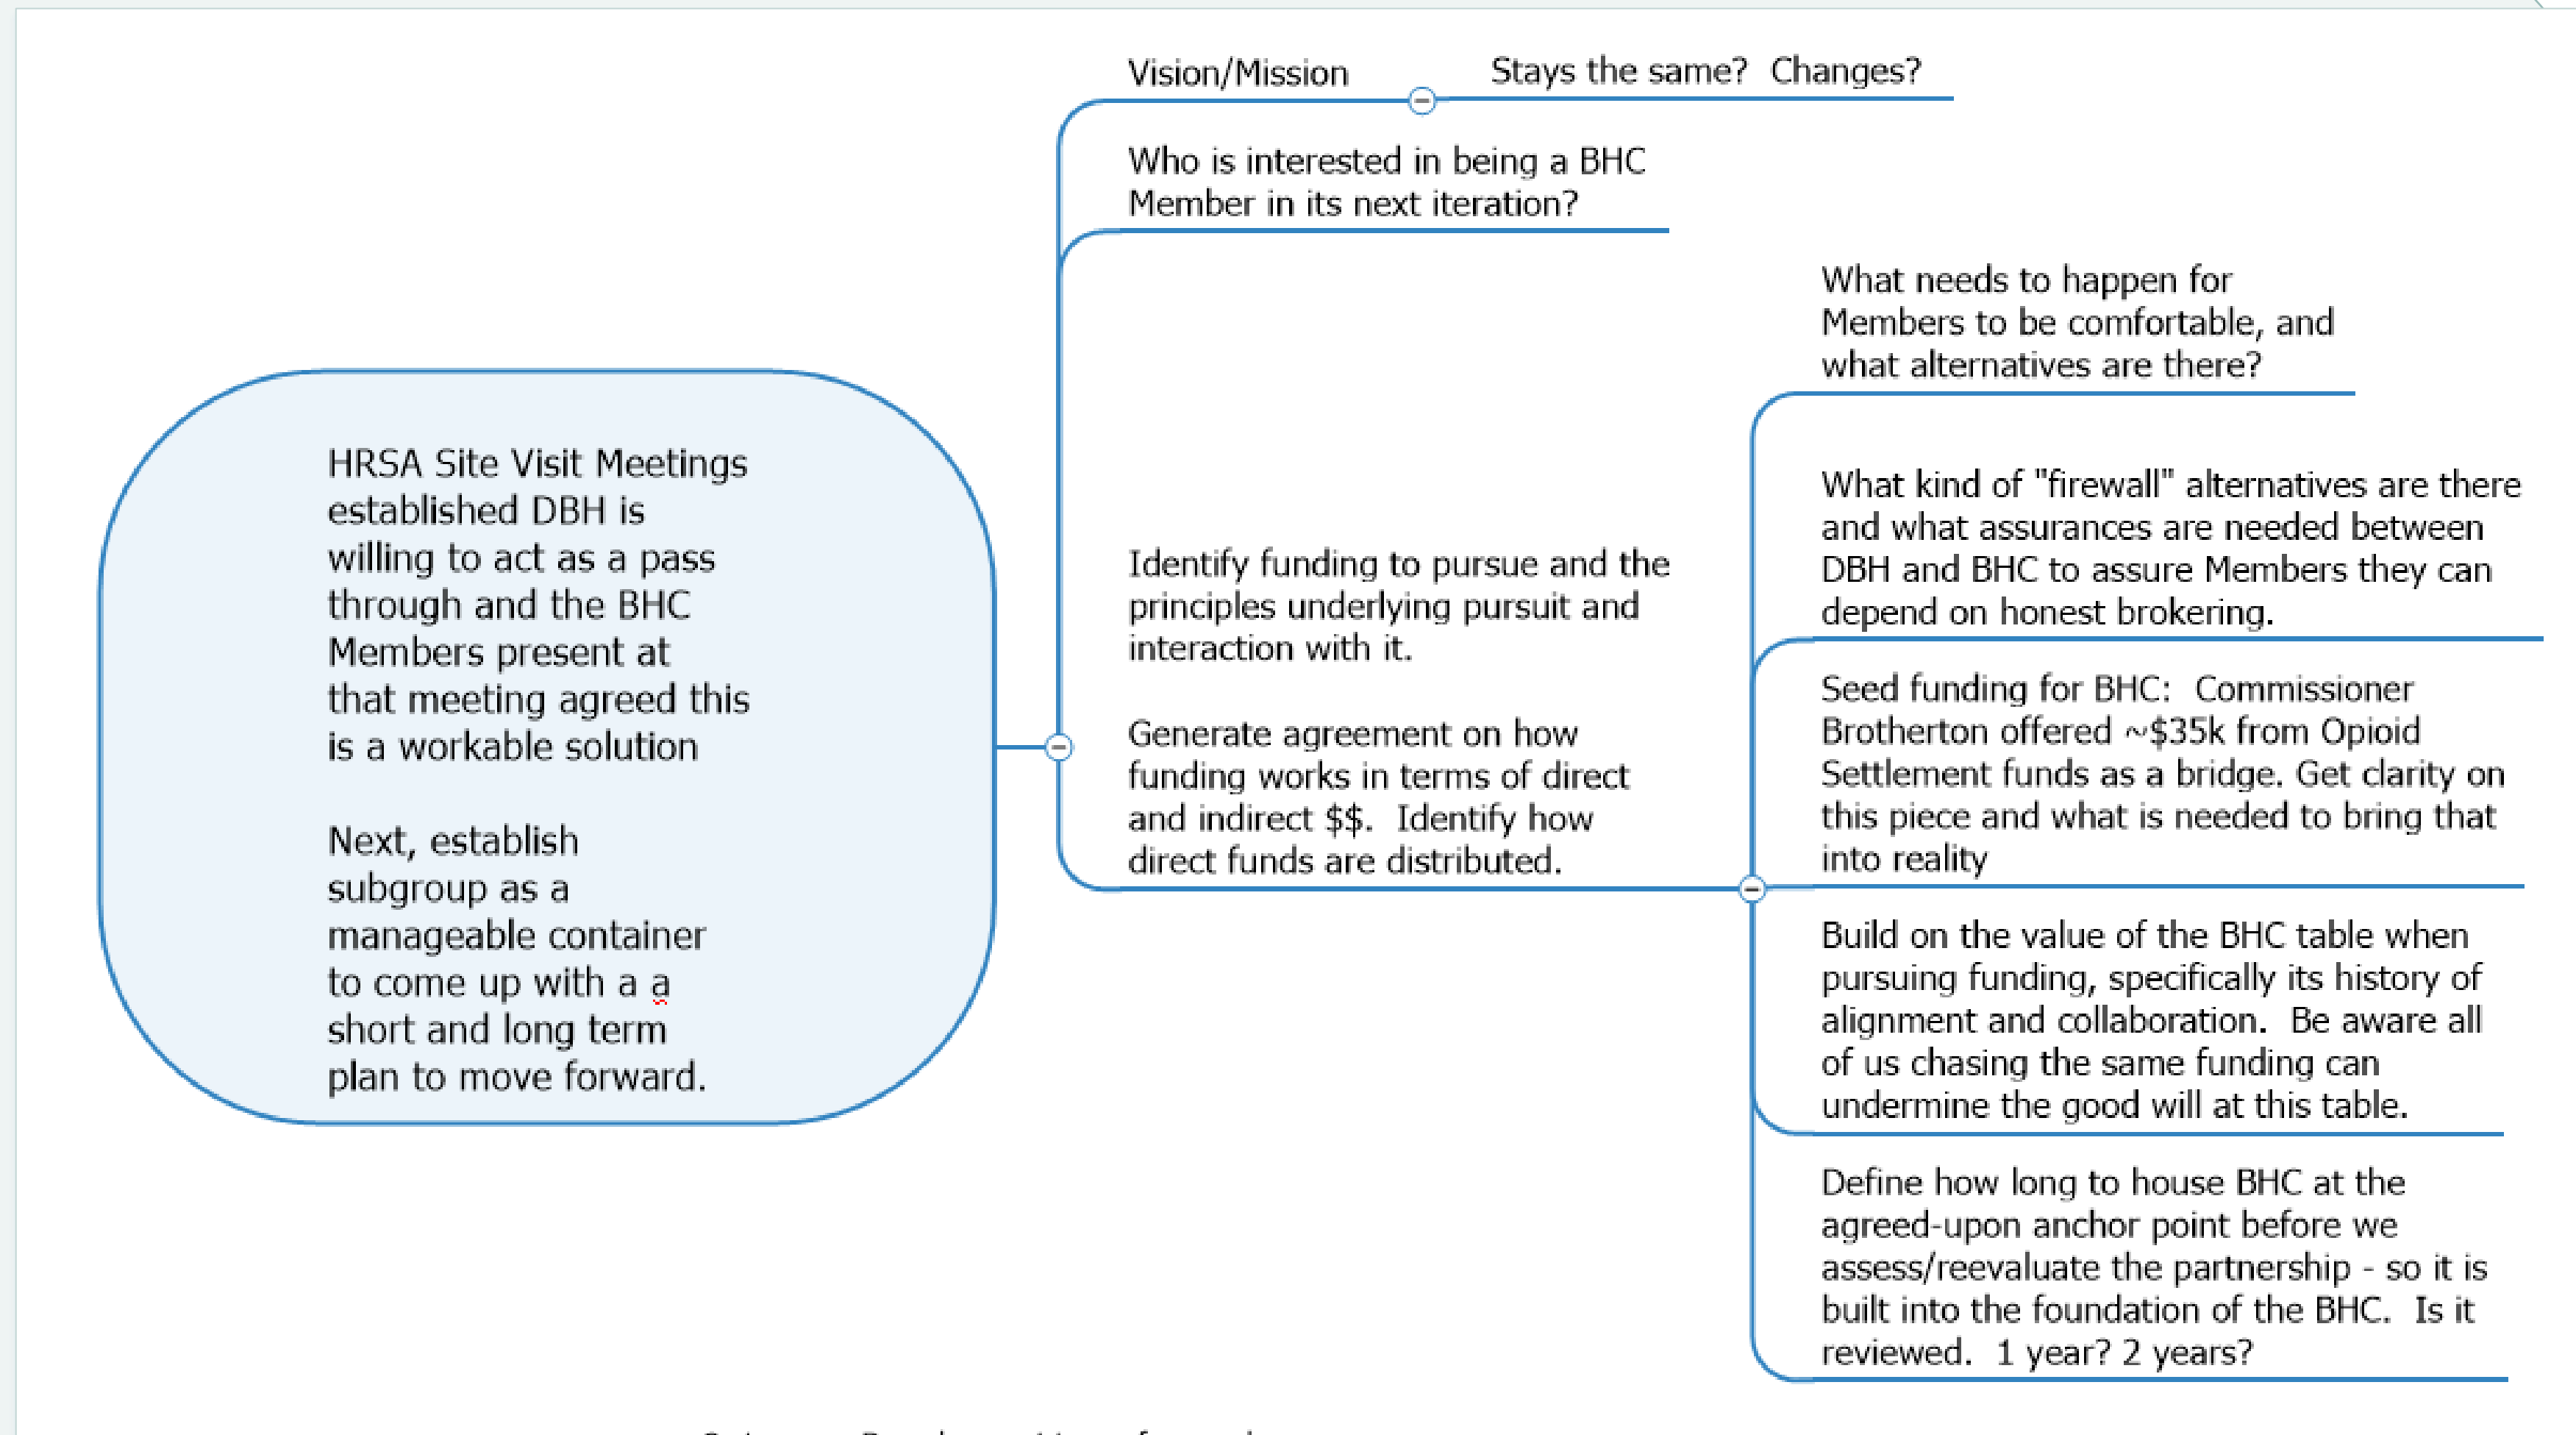 HRSA Site Visit Meetings
established DBH is
willing to act as a pass
through and the BHC
Members present at
that meeting agreed this
is a workable solution
Next, establish
subgroup as a
manageable container
to come up with a a
short and long term
plan to move forward.
Vision/Mission
Stays the same?  Changes?
Who is interested in being a BHC
Member in its next iteration?
Identify funding to pursue and the
principles underlying pursuit and
interaction with it.
Generate agreement on how
funding works in terms of direct
and indirect $$.  Identify how
direct funds are distributed.
What needs to happen for
Members to be comfortable, and
what alternatives are there?
What kind of "firewall" alternatives are there
and what assurances are needed between
DBH and BHC to assure Members they can
depend on honest brokering.
Seed funding for BHC:  Commissioner
Brotherton offered ~$35k from Opioid
Settlement funds as a bridge. Get clarity on
this piece and what is needed to bring that
into reality
Build on the value of the BHC table when
pursuing funding, specifically its history of
alignment and collaboration.  Be aware all
of us chasing the same funding can
undermine the good will at this table.
Define how long to house BHC at the
agreed-upon anchor point before we
assess/reevaluate the partnership - so it is
built into the foundation of the BHC.  Is it
reviewed.  1 year? 2 years?